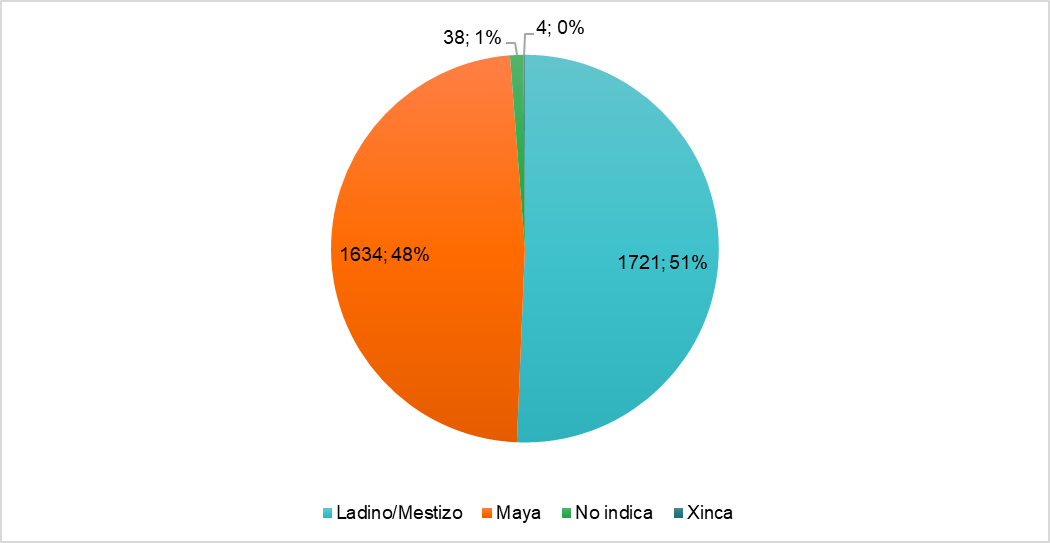 38; 1%
4; 0%
1634; 48%
1721; 51%
Ladino/Mestizo
Maya
No indica
Xinca